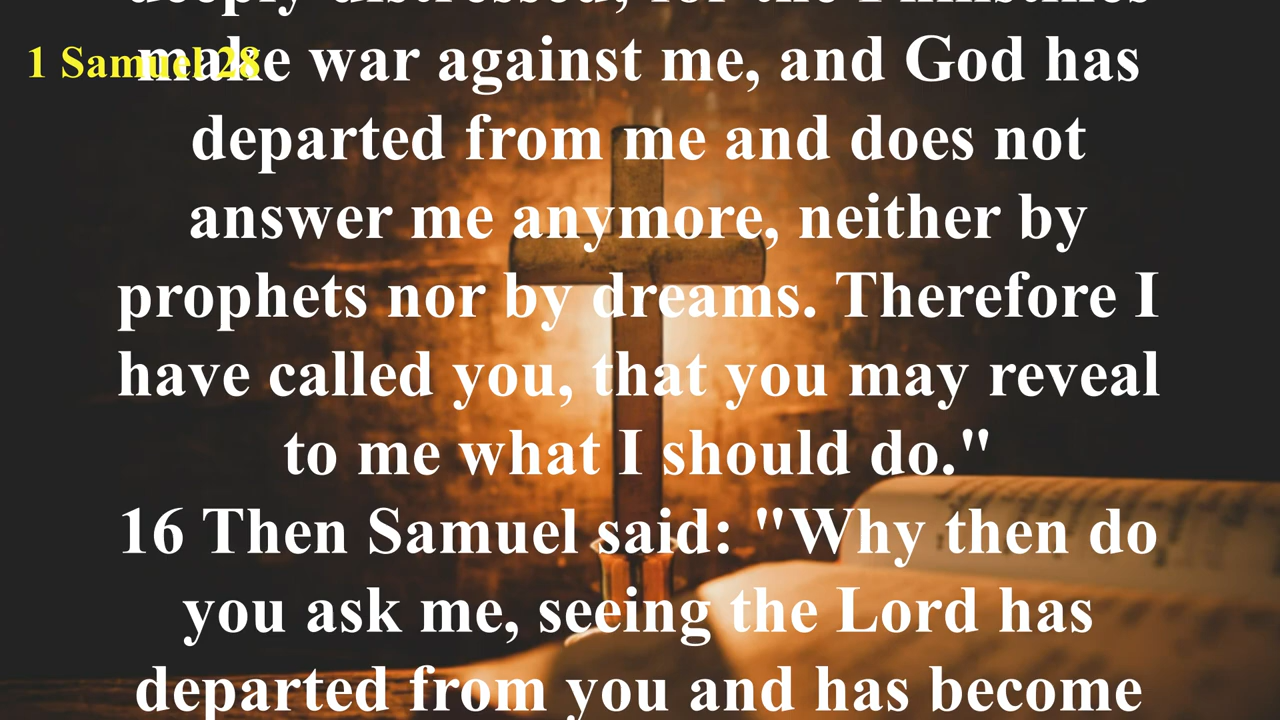 deeply distressed; for the Philistines
1 Samuel 28
make war against me, and God has
departed from me and does not
answer me anymore, neither by
prophets nor by dreams. Therefore I
have called you, that you may reveal
to me what I should do."
16 Then Samuel said: "Why then do
you ask me, seeing the Lord has
departed from you and has become